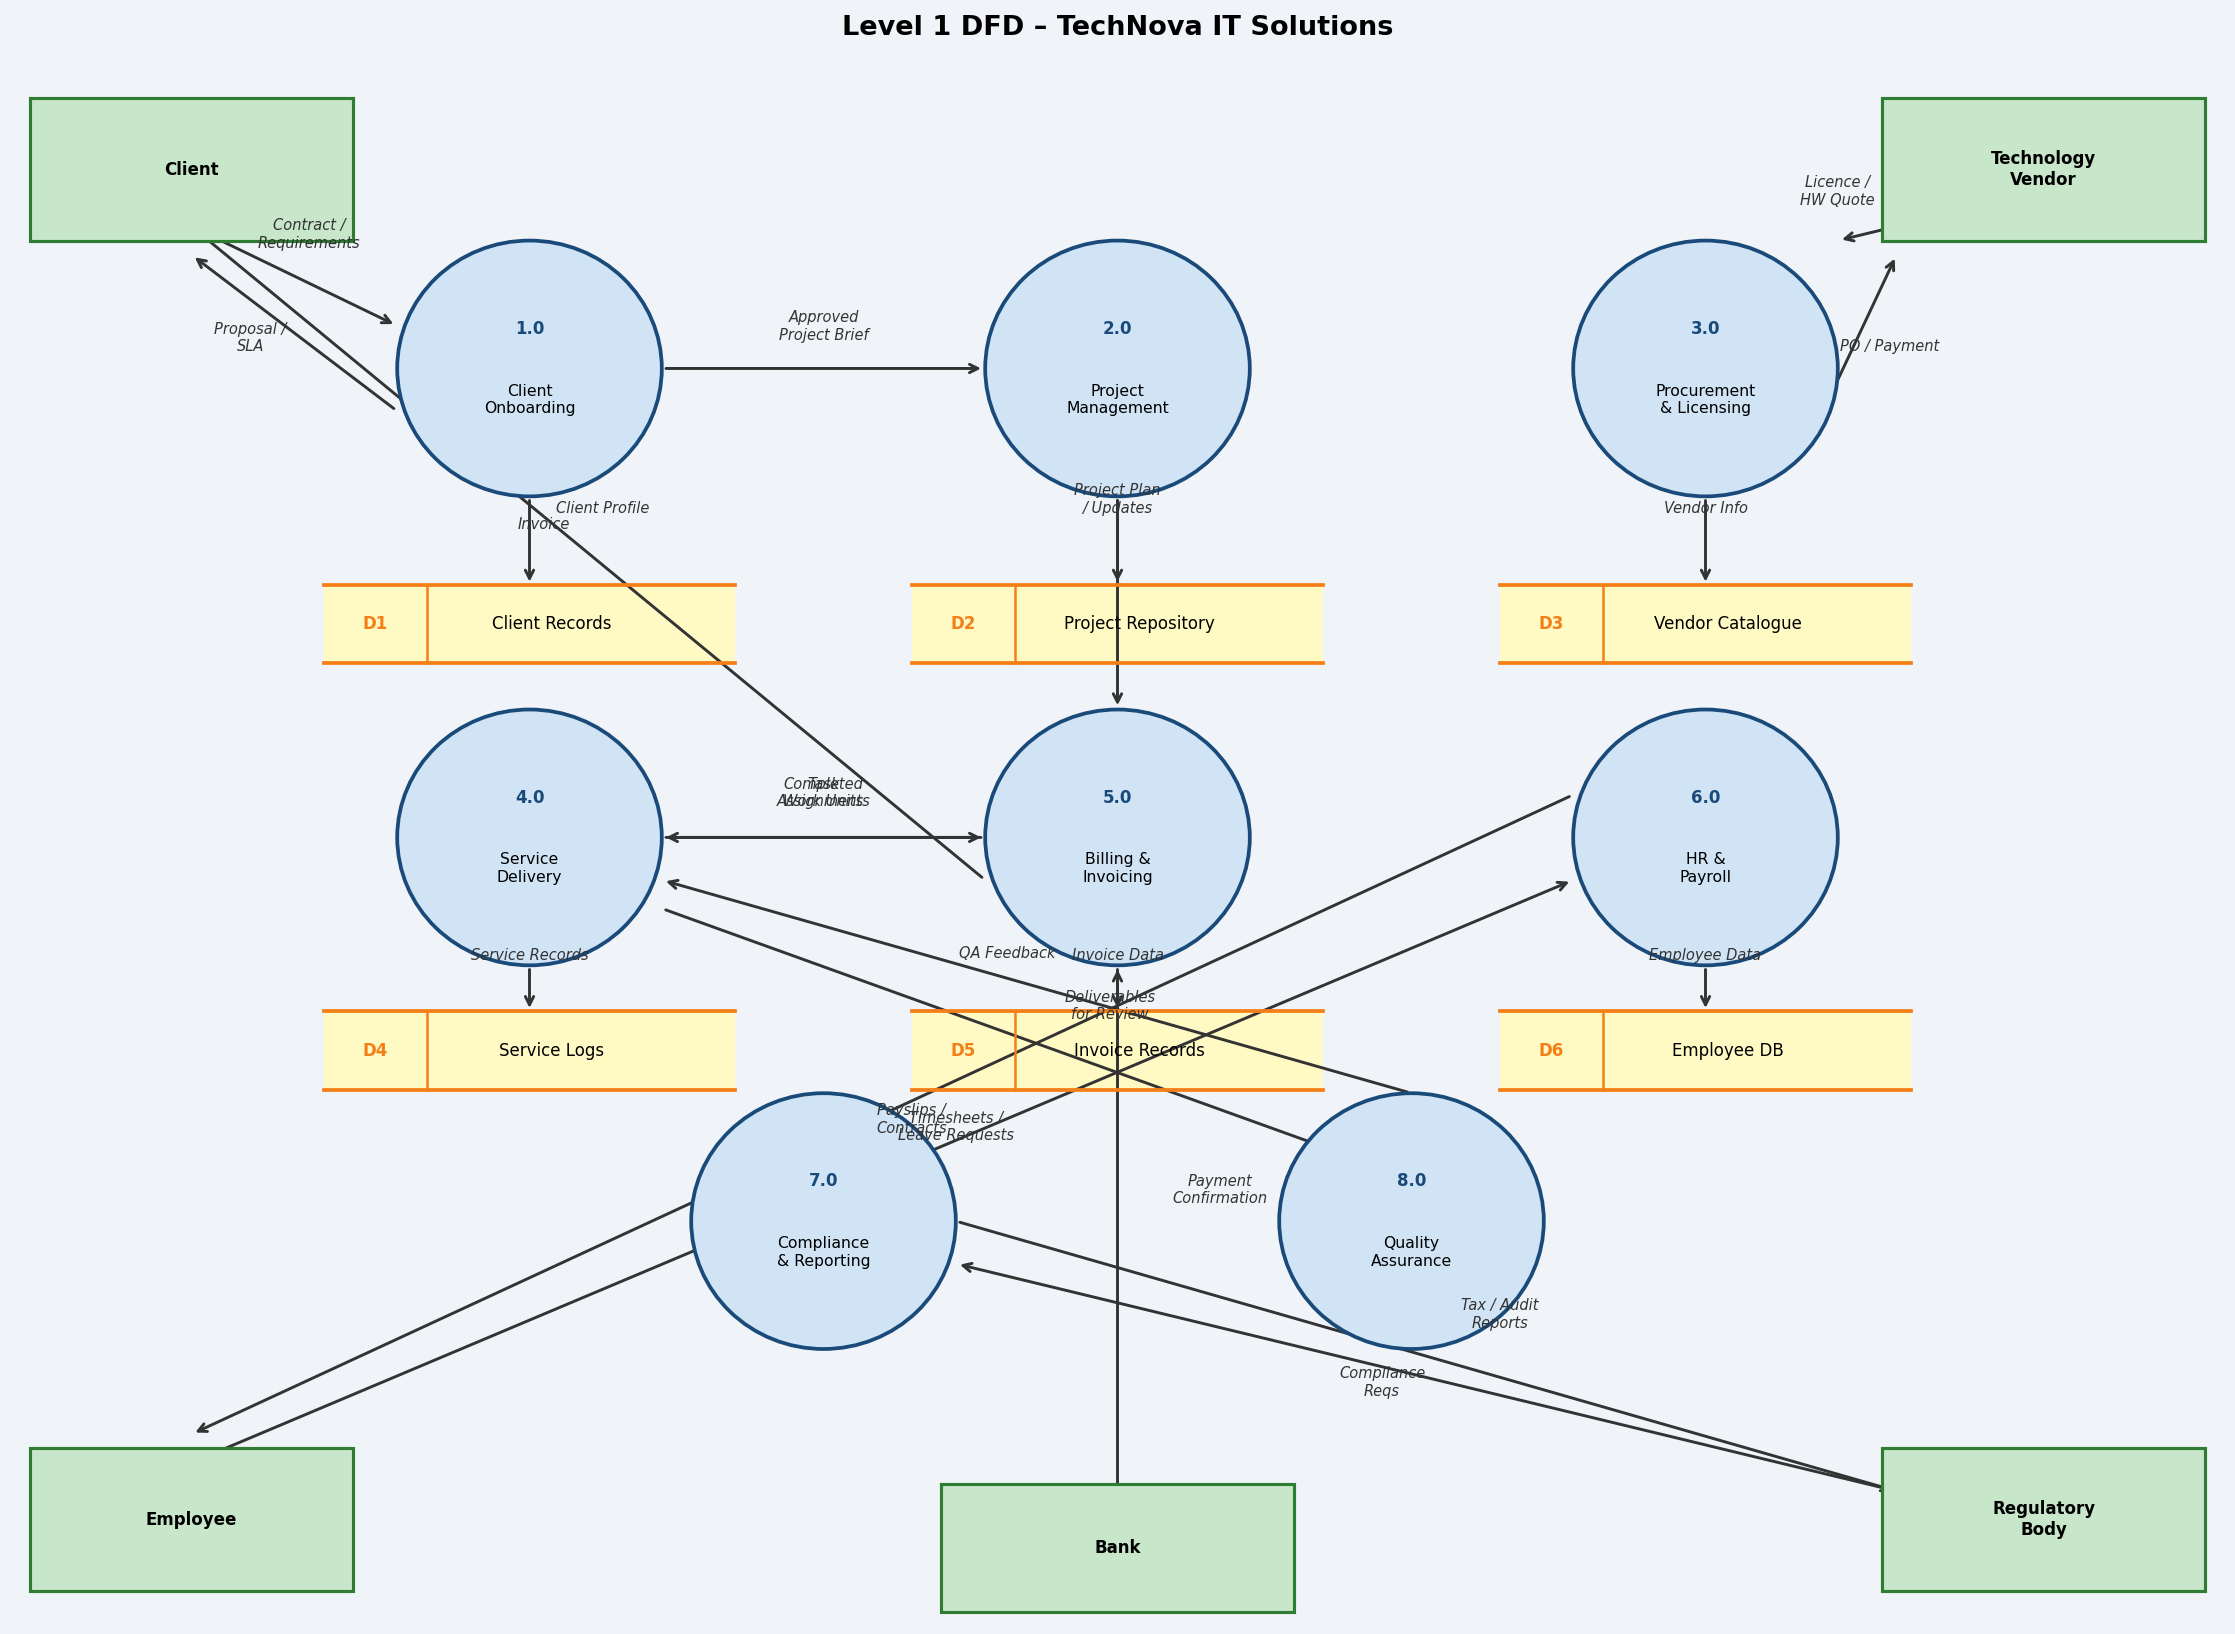 Level 1 DFD – TechNova IT Solutions
Client
Technology
Vendor
Licence /
HW Quote
Contract /
Requirements
Proposal /
SLA
1.0
Client
Onboarding
Approved
Project Brief
2.0
Project
Management
3.0
Procurement
& Licensing
PO / Payment
Client Profile
Invoice
Project Plan
/ Updates
Vendor Info
D1
Client Records
D2
Project Repository
D3
Vendor Catalogue
4.0
Service
Delivery
Completed
Work Units
Task
Assignments
5.0
Billing &
Invoicing
6.0
HR &
Payroll
Service Records
QA Feedback
Invoice Data
Employee Data
Deliverables
for Review
D4
Service Logs
D5
Invoice Records
D6
Employee DB
Payslips /
Contracts
Timesheets /
Leave Requests
7.0
Compliance
& Reporting
Payment
Confirmation
8.0
Quality
Assurance
Tax / Audit
Reports
Compliance
Reqs
Employee
Bank
Regulatory
Body